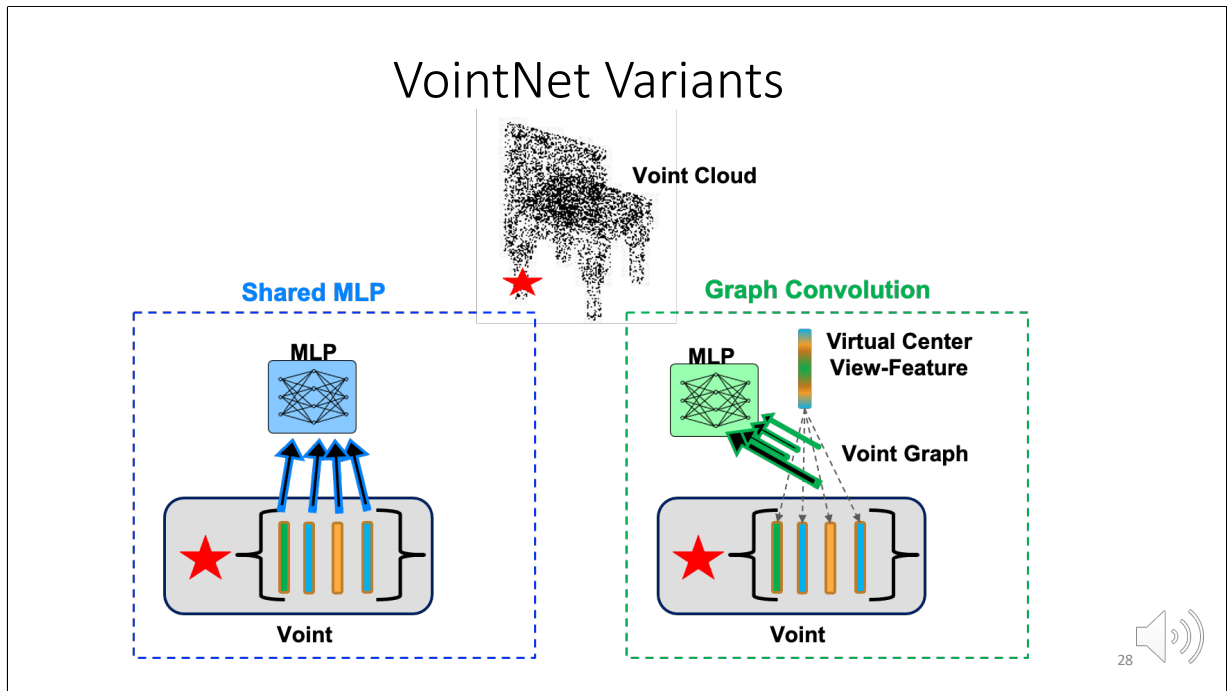 VointNet Variants
Voint Cloud
Shared MLP
MLP
Voint
Graph Convolution
MLP
Virtual Center
View-Feature
Voint Graph
Voint
28